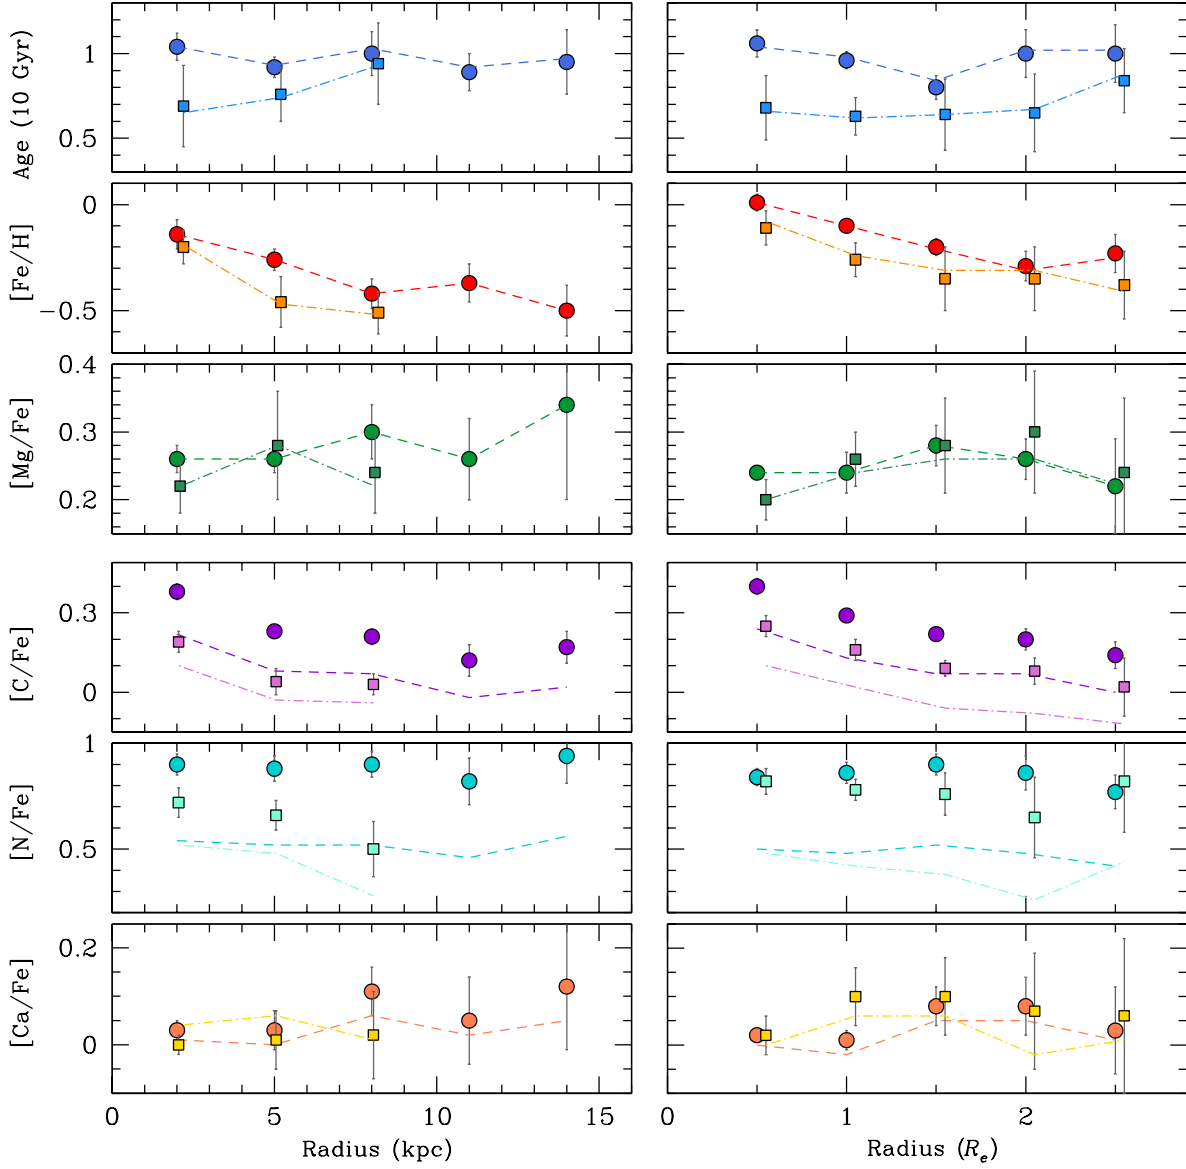 Age (10 Gyr)
1
0.5
[Fe/H]
0
−0.5
[Mg/Fe]
0.4
0.3
0.2
[C/Fe]
0.3
0
[N/Fe]
1
0.5
[Ca/Fe]
0.2
0
0 5 10 15
Radius (kpc)
0 1 2
Radius (Re)